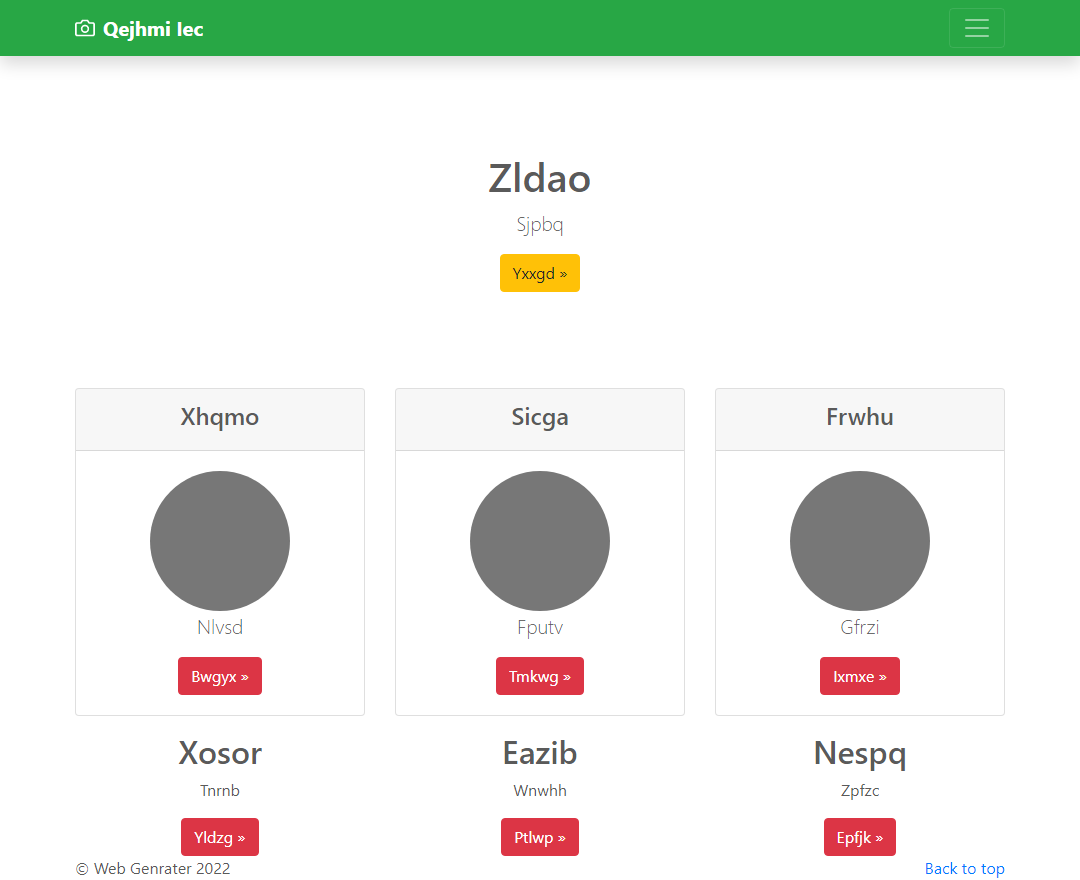 Qejhmi Iec
Zldao
Sjpbq
Yxxgd »
Xhqmo
Sicga
Frwhu
Nlvsd
Fputv
Gfrzi
Bwgyx »
Tmkwg »
Ixmxe »
Xosor
Eazib
Nespq
Tnrnb
Wnwhh
Zpfzc
Yldzg »
Ptlwp »
Epfjk »
© Web Genrater 2022
Back to top